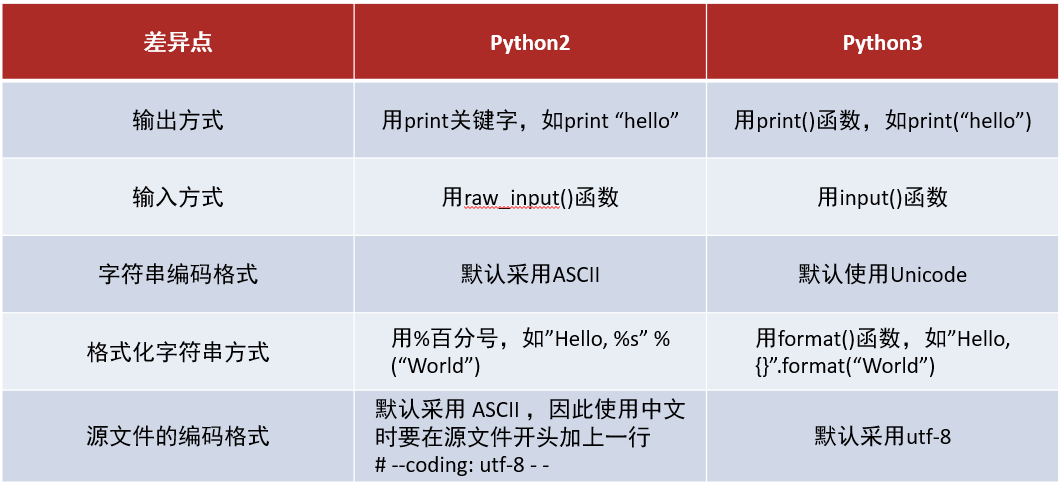 差异点 Python2 Python3
输出方式 用print关键字，如print “hello” 用print()函数，如print(“hello”)
输入方式 用raw_input()函数 用input()函数
字符串编码格式 默认采用ASCII 默认使用Unicode
格式化字符串方式
用%百分号，如”Hello, %s” %
(“World”)
用format()函数，如”Hello,
{}”.format(“World”)
源文件的编码格式
默认采用 ASCII ，因此使用中文
时要在源文件开头加上一行
# --coding: utf-8 - -
默认采用utf-8